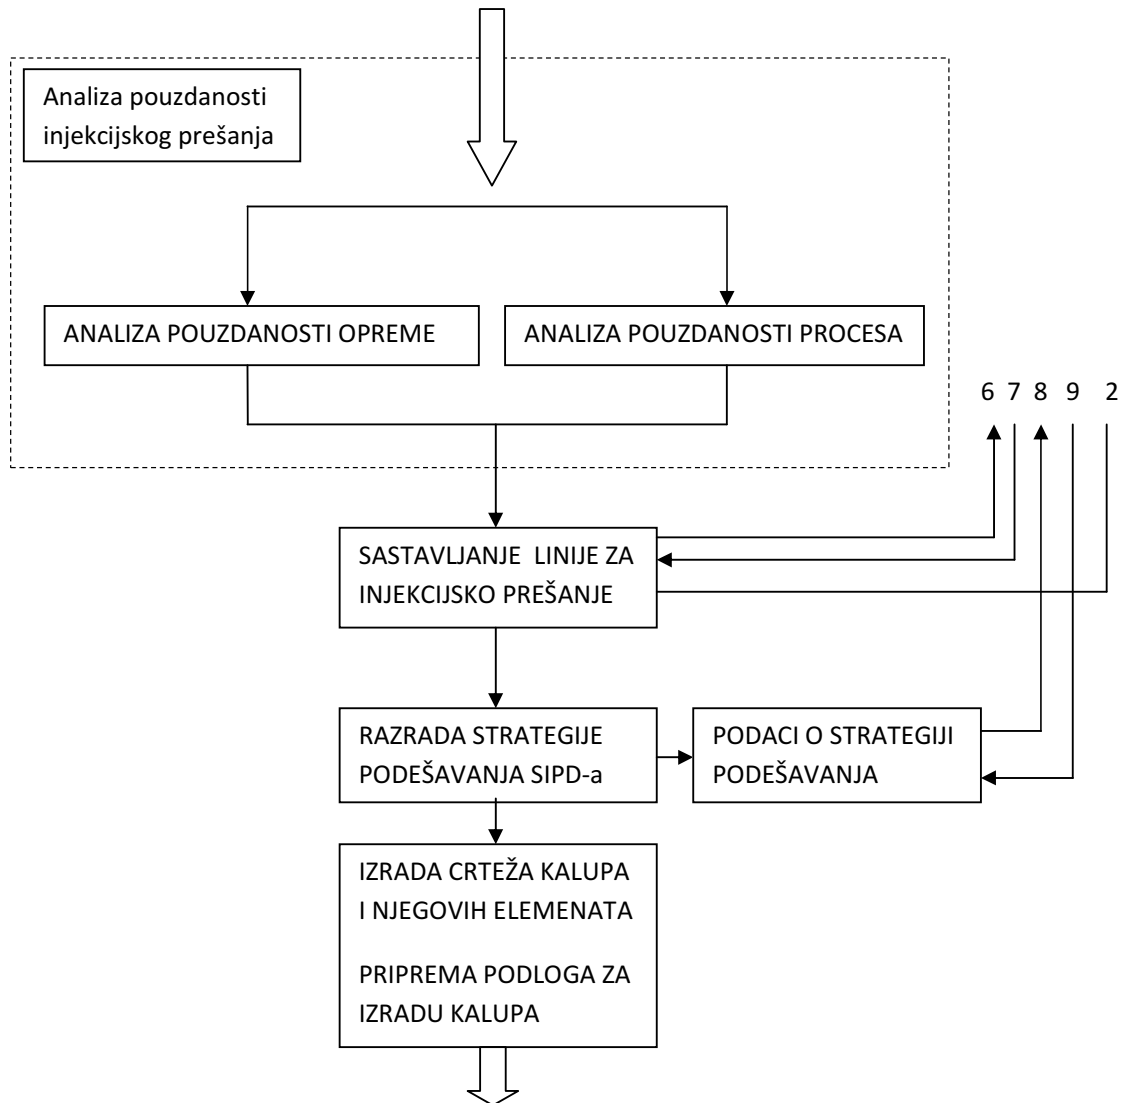 Analiza pouzdanosti
injekcijskog prešanja
ANALIZA POUZDANOSTI OPREME
ANALIZA POUZDANOSTI PROCESA
6 7 8 9 2
SASTAVLJANJE LINIJE ZA
INJEKCIJSKO PREŠANJE
RAZRADA STRATEGIJE
PODEŠAVANJA SIPD-a
PODACI O STRATEGIJI
PODEŠAVANJA
IZRADA CRTEŽA KALUPA
I NJEGOVIH ELEMENATA
PRIPREMA PODLOGA ZA
IZRADU KALUPA